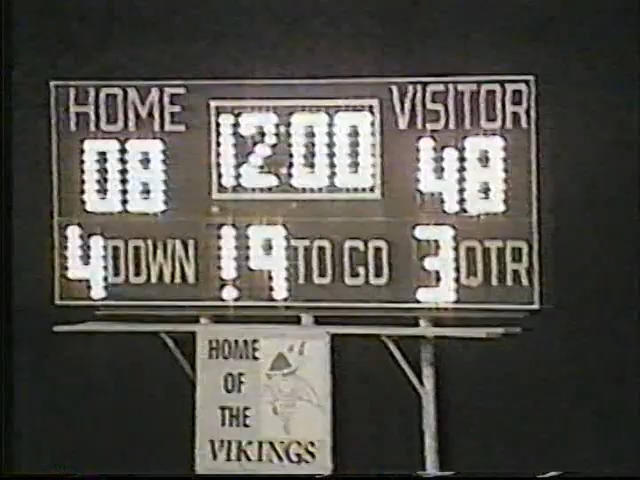 HOME VISITOR
08 12:00 48
4 DOWN 19 TO GO 3 QTR
HOME
OF
THE
VIKINGS